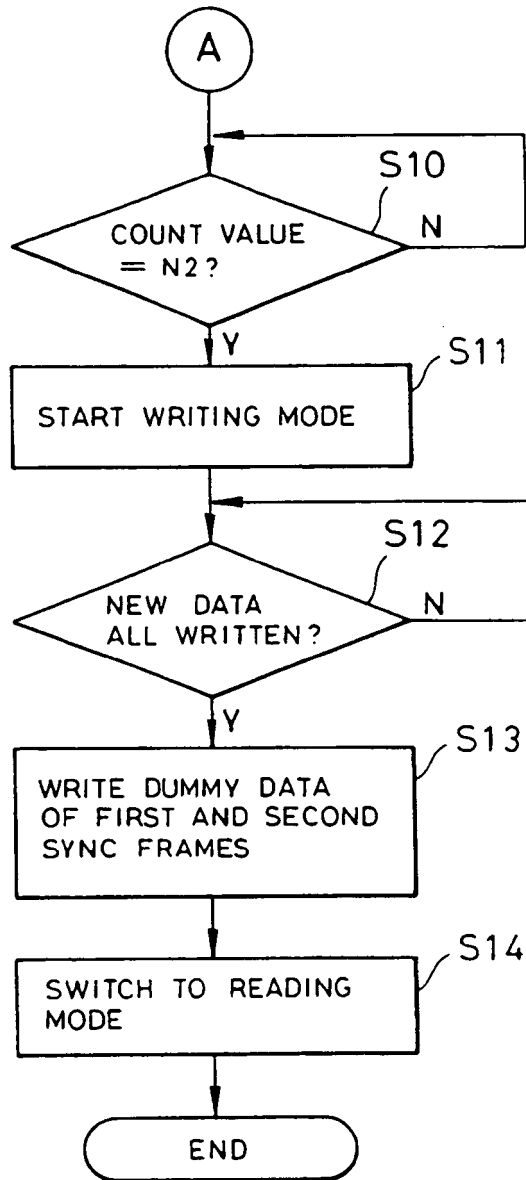 A
S10
COUNT VALUE
= N2?
N
Y
S11
START WRITING MODE
S12
NEW DATA
ALL WRITTEN?
N
Y
S13
WRITE DUMMY DATA
OF FIRST AND SECOND
SYNC FRAMES
S14
SWITCH TO READING
MODE
END